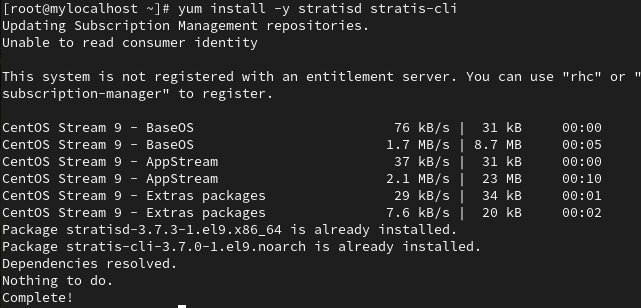 [root@mylocalhost ~]# yum install -y stratisd stratis-cli
Updating Subscription Management repositories.
Unable to read consumer identity

This system is not registered with an entitlement server. You can use "rhc" or "
subscription-manager" to register.

CentOS Stream 9 - BaseOS                         76 kB/s |  31 kB     00:00
CentOS Stream 9 - BaseOS                        1.7 MB/s | 8.7 MB     00:05
CentOS Stream 9 - AppStream                      37 kB/s |  31 kB     00:00
CentOS Stream 9 - AppStream                     2.1 MB/s |  23 MB     00:10
CentOS Stream 9 - Extras packages                29 kB/s |  34 kB     00:01
CentOS Stream 9 - Extras packages               7.6 kB/s |  20 kB     00:02
Package stratisd-3.7.3-1.el9.x86_64 is already installed.
Package stratis-cli-3.7.0-1.el9.noarch is already installed.
Dependencies resolved.
Nothing to do.
Complete!